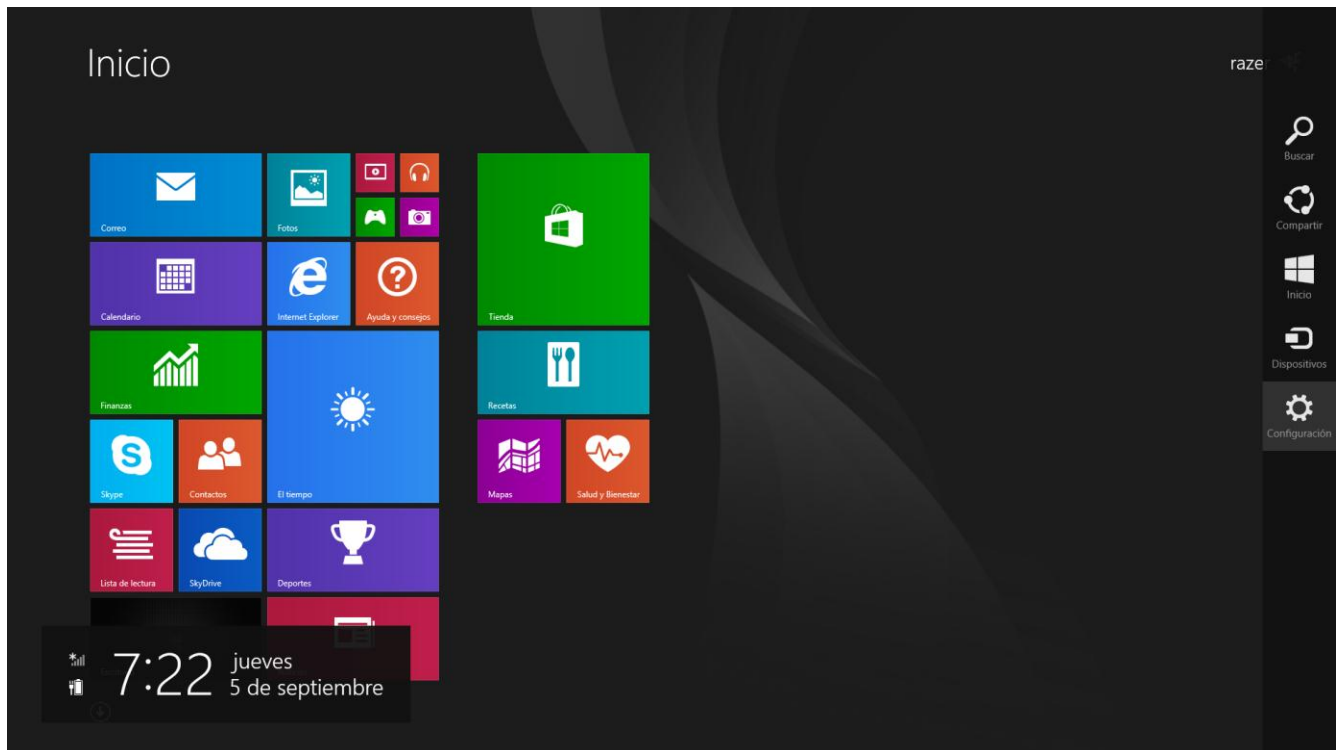 Inicio
razer
Buscar
Compartir
Inicio
Dispositivos
Configuración
Correo
Fotos
Calendario
Internet Explorer
Ayuda y consejos
Finanzas
El tiempo
Skype
Contactos
Lista de lectura
SkyDrive
Deportes
Tienda
Recetas
Mapas
Salud y Bienestar
7:22
jueves
5 de septiembre